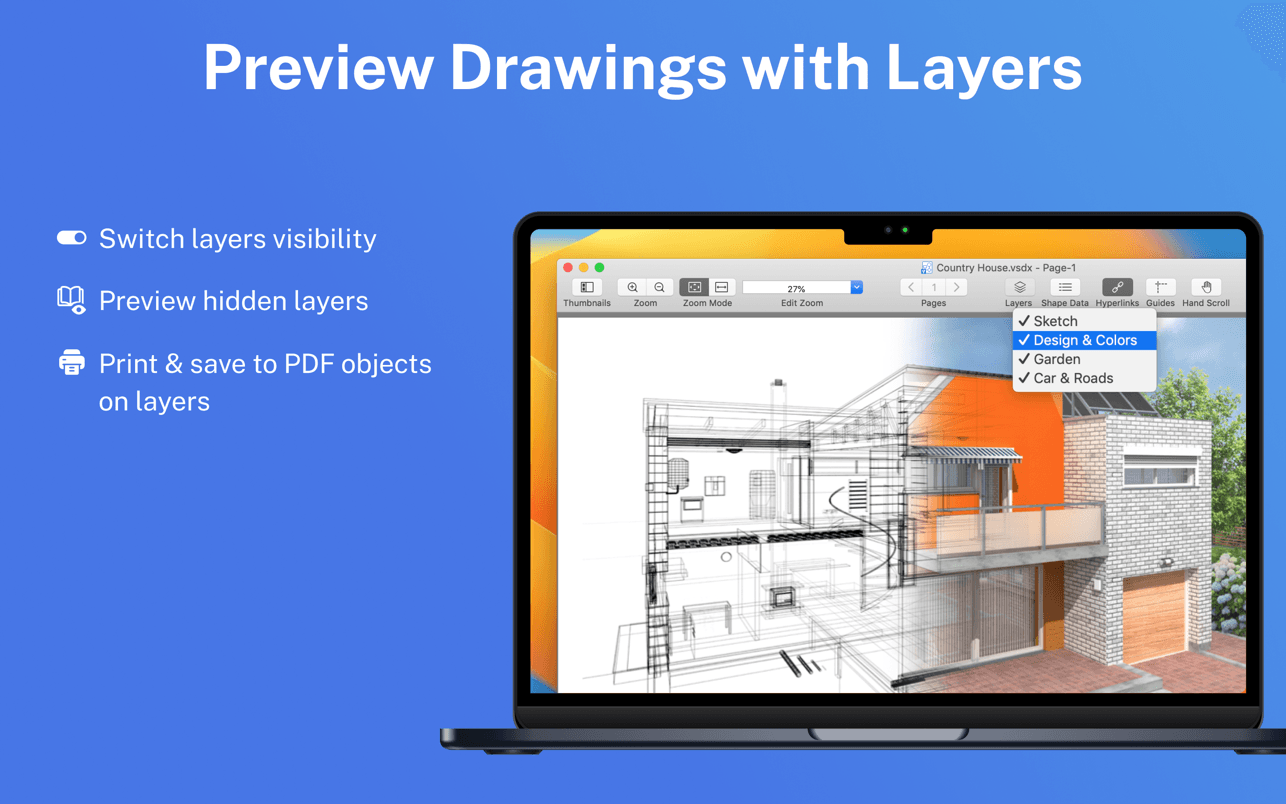 Preview Drawings with Layers
Switch layers visibility
Preview hidden layers
Print & save to PDF objects
on layers
Country House.vsdx - Page-1
27%
1
Thumbnails
Zoom
Zoom Mode
Edit Zoom
Pages
Layers
Shape Data
Hyperlinks
Guides
Hand Scroll
Sketch
Design & Colors
Garden
Car & Roads